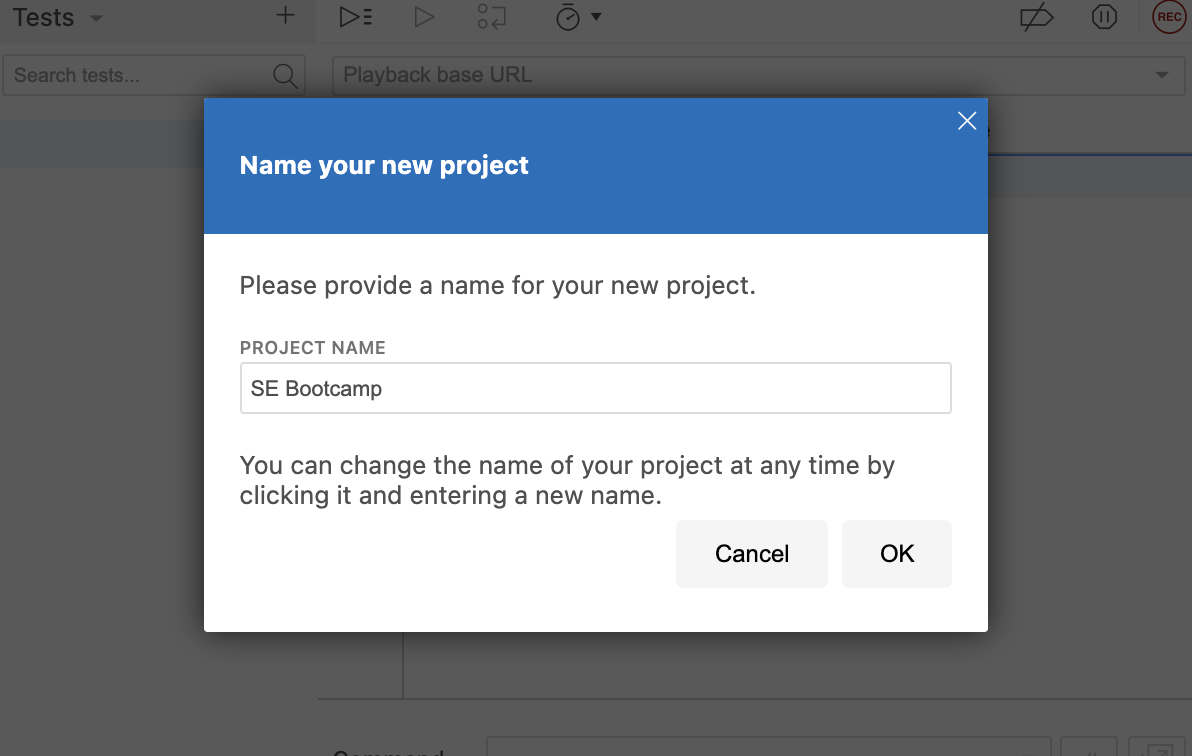 Tests
REC
Search tests...
Playback base URL
Name your new project
Please provide a name for your new project.
PROJECT NAME
SE Bootcamp
You can change the name of your project at any time by
clicking it and entering a new name.
Cancel
OK
Command